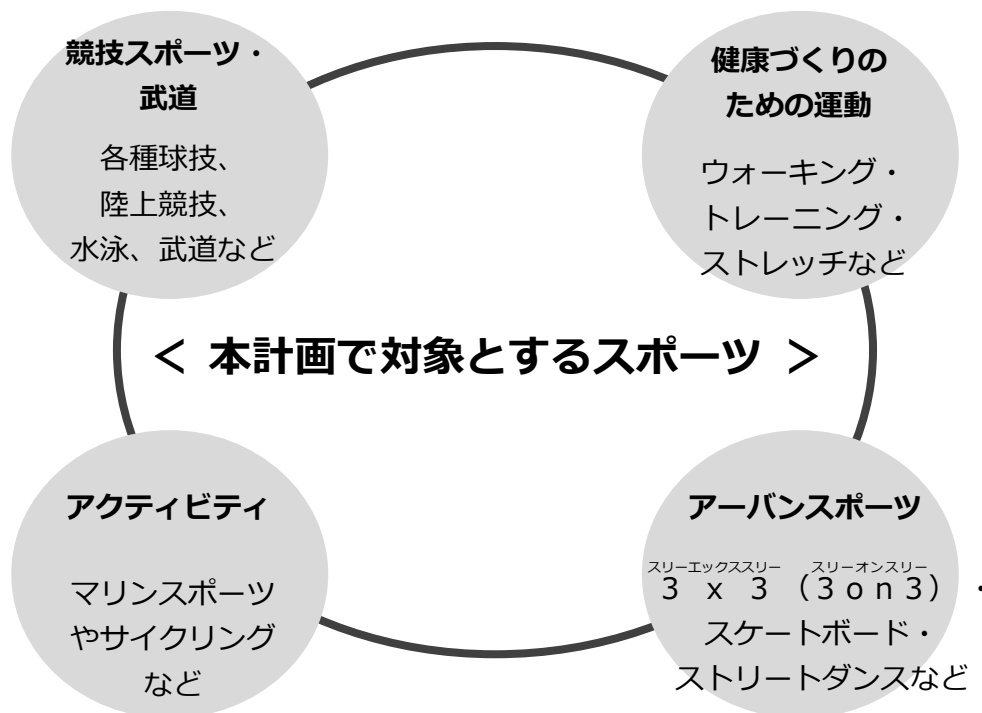 競技スポーツ・
武道
各種球技、
陸上競技、
水泳、武道など
健康づくりの
ための運動
ウォーキング・
トレーニング・
ストレッチなど
＜ 本計画で対象とするスポーツ ＞
アクティビティ
マリンスポーツ
やサイクリング
など
アーバンスポーツ
スリーエックススリー スリーオンスリー
３ｘ３（３ｏｎ３）・
スケートボード・
ストリートダンスなど